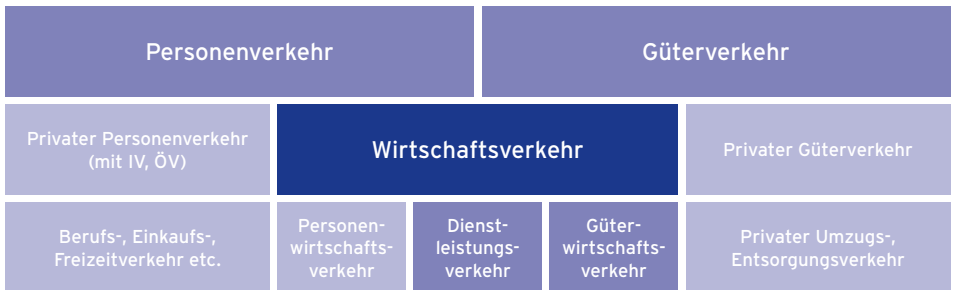 Personenverkehr
Güterverkehr
Privater Personenverkehr
(mit IV, ÖV)
Wirtschaftsverkehr
Privater Güterverkehr
Berufs-, Einkaufs-,
Freizeitverkehr etc.
Personen-
wirtschafts-
verkehr
Dienst-
leistungs-
verkehr
Güter-
wirtschafts-
verkehr
Privater Umzugs-,
Entsorgungsverkehr